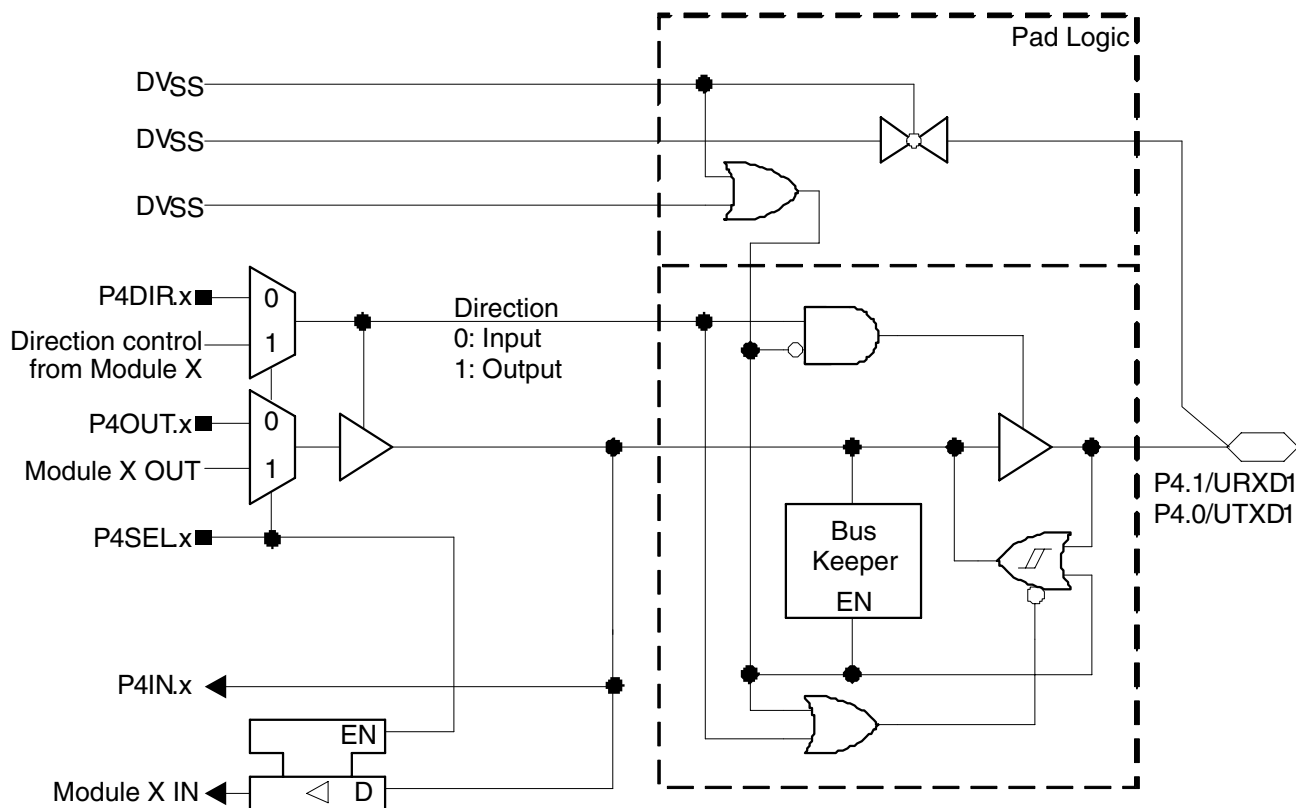 Pad Logic
DVSS
DVSS
DVSS
P4DIR.x
0
Direction control
from Module X
1
Direction
0: Input
1: Output
P4OUT.x
0
Module X OUT
1
P4SEL.x
P4.1/URXD1
P4.0/UTXD1
Bus
Keeper
EN
P4IN.x
EN
Module X IN
D